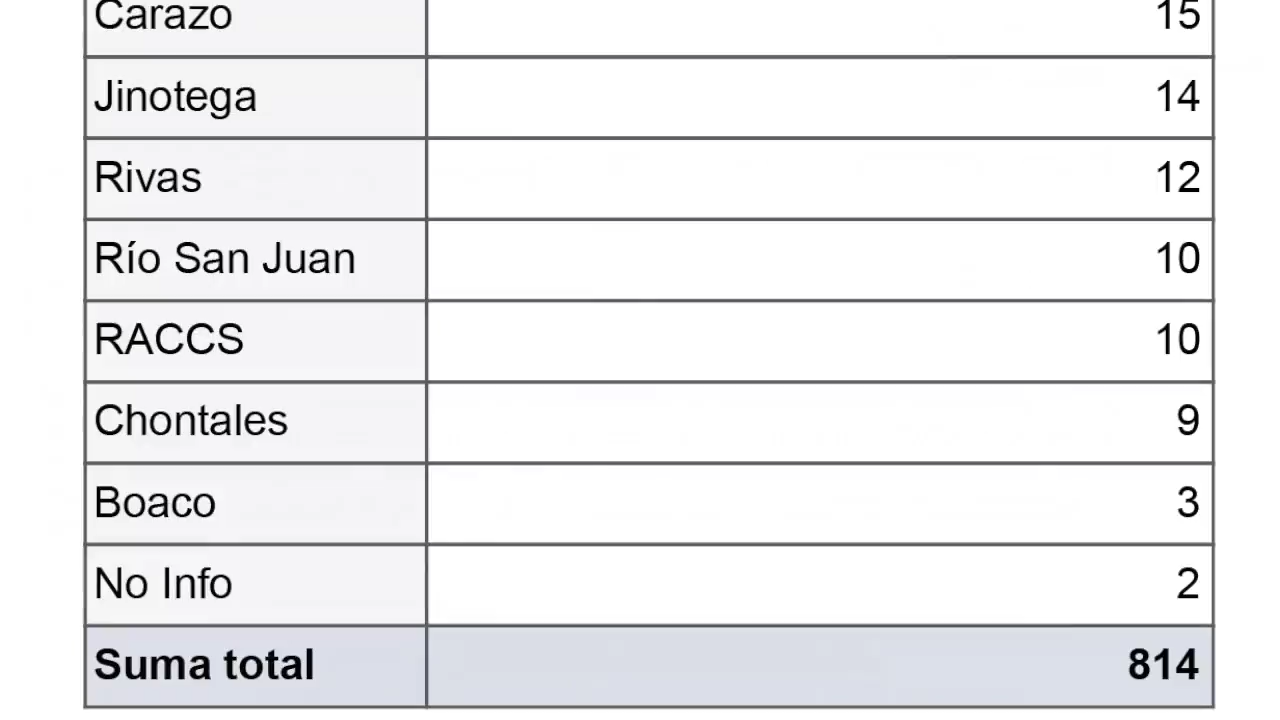 Carazo 15
Jinotega 14
Rivas 12
Río San Juan 10
RACCS 10
Chontales 9
Boaco 3
No Info 2
Suma total 814